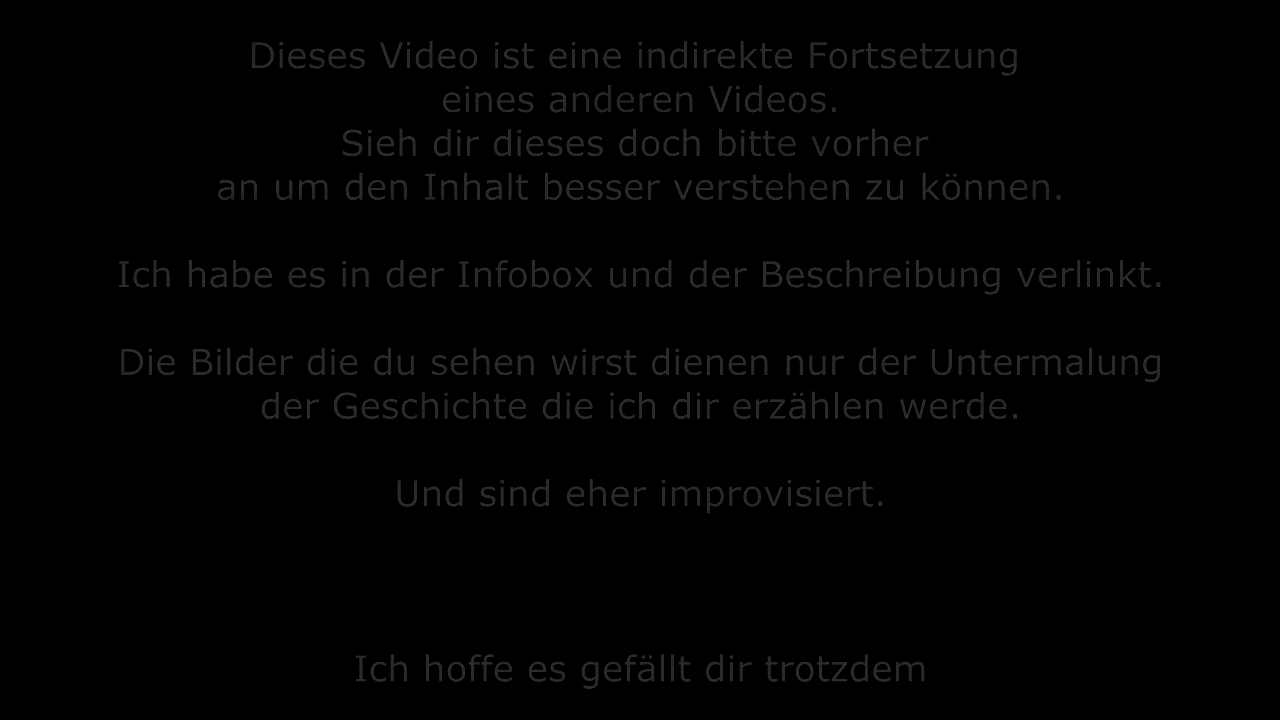 Dieses Video ist eine indirekte Fortsetzung
eines anderen Videos.
Sieh dir dieses doch bitte vorher
an um den Inhalt besser verstehen zu können.
Ich habe es in der Infobox und der Beschreibung verlinkt.
Die Bilder die du sehen wirst dienen nur der Untermalung
der Geschichte die ich dir erzählen werde.
Und sind eher improvisiert.
Ich hoffe es gefällt dir trotzdem